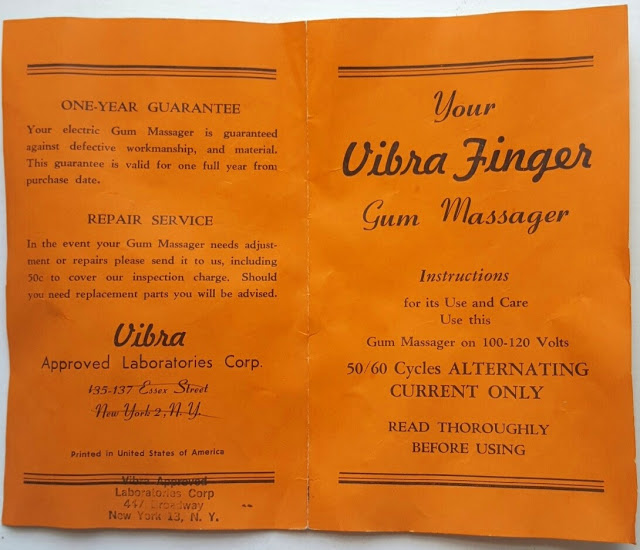 ONE-YEAR GUARANTEE
Your electric Gum Massager is guaranteed
against defective workmanship, and material.
This guarantee is valid for one full year from
purchase date.
REPAIR SERVICE
In the event your Gum Massager needs adjust-
ment or repairs please send it to us, including
50c to cover our inspection charge. Should
you need replacement parts you will be advised.
Vibra
Approved Laboratories Corp.
135-137 Essex Street
New York 2, N. Y.
Printed in United States of America
Vibra Approved
Laboratories Corp
447 Broadway
New York 13, N. Y.
Your
Vibra Finger
Gum Massager
Instructions
for its Use and Care
Use this
Gum Massager on 100-120 Volts
50/60 Cycles ALTERNATING
CURRENT ONLY
READ THOROUGHLY
BEFORE USING